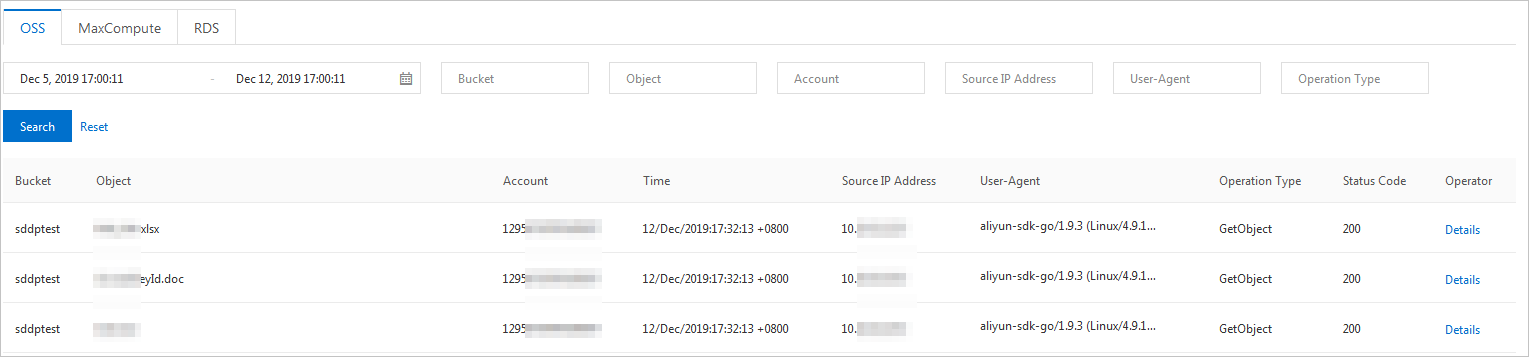 OSS MaxCompute RDS
Dec 5, 2019 17:00:11 - Dec 12, 2019 17:00:11 Bucket Object Account Source IP Address User-Agent Operation Type
Search Reset
Bucket Object Account Time Source IP Address User-Agent Operation Type Status Code Operator
sddptest xlsx 1295 12/Dec/2019:17:32:13 +0800 10. aliyun-sdk-go/1.9.3 (Linux/4.9.1... GetObject 200 Details
sddptest eyId.doc 1295 12/Dec/2019:17:32:13 +0800 10. aliyun-sdk-go/1.9.3 (Linux/4.9.1... GetObject 200 Details
sddptest 1295 12/Dec/2019:17:32:13 +0800 10. aliyun-sdk-go/1.9.3 (Linux/4.9.1... GetObject 200 Details